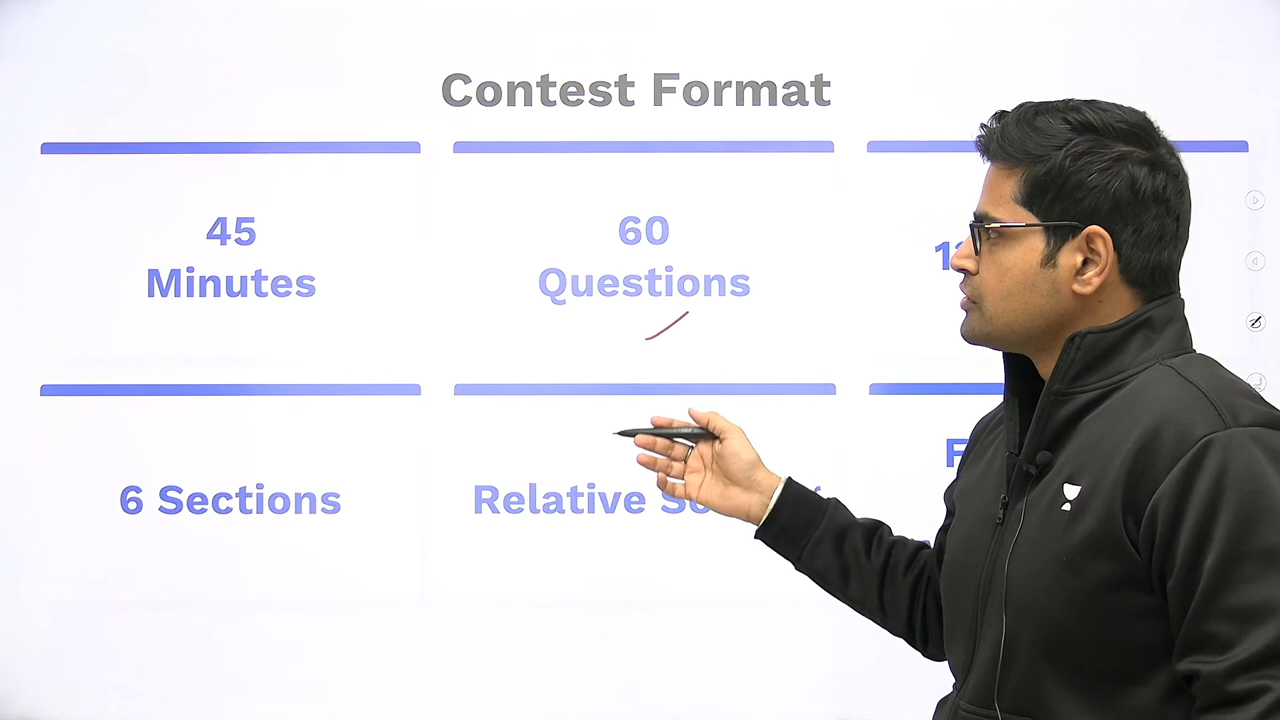 Contest Format
45
Minutes
60
Questions
6 Sections
Relative